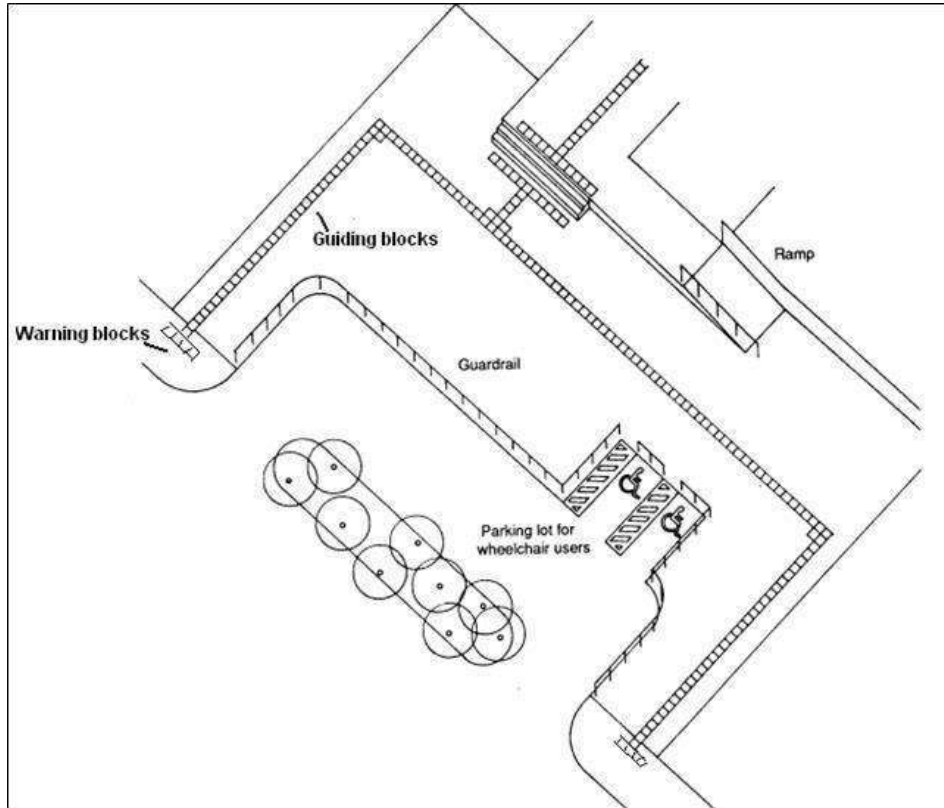 Guiding blocks
Ramp
Warning blocks
Guardrail
Parking lot for
wheelchair users